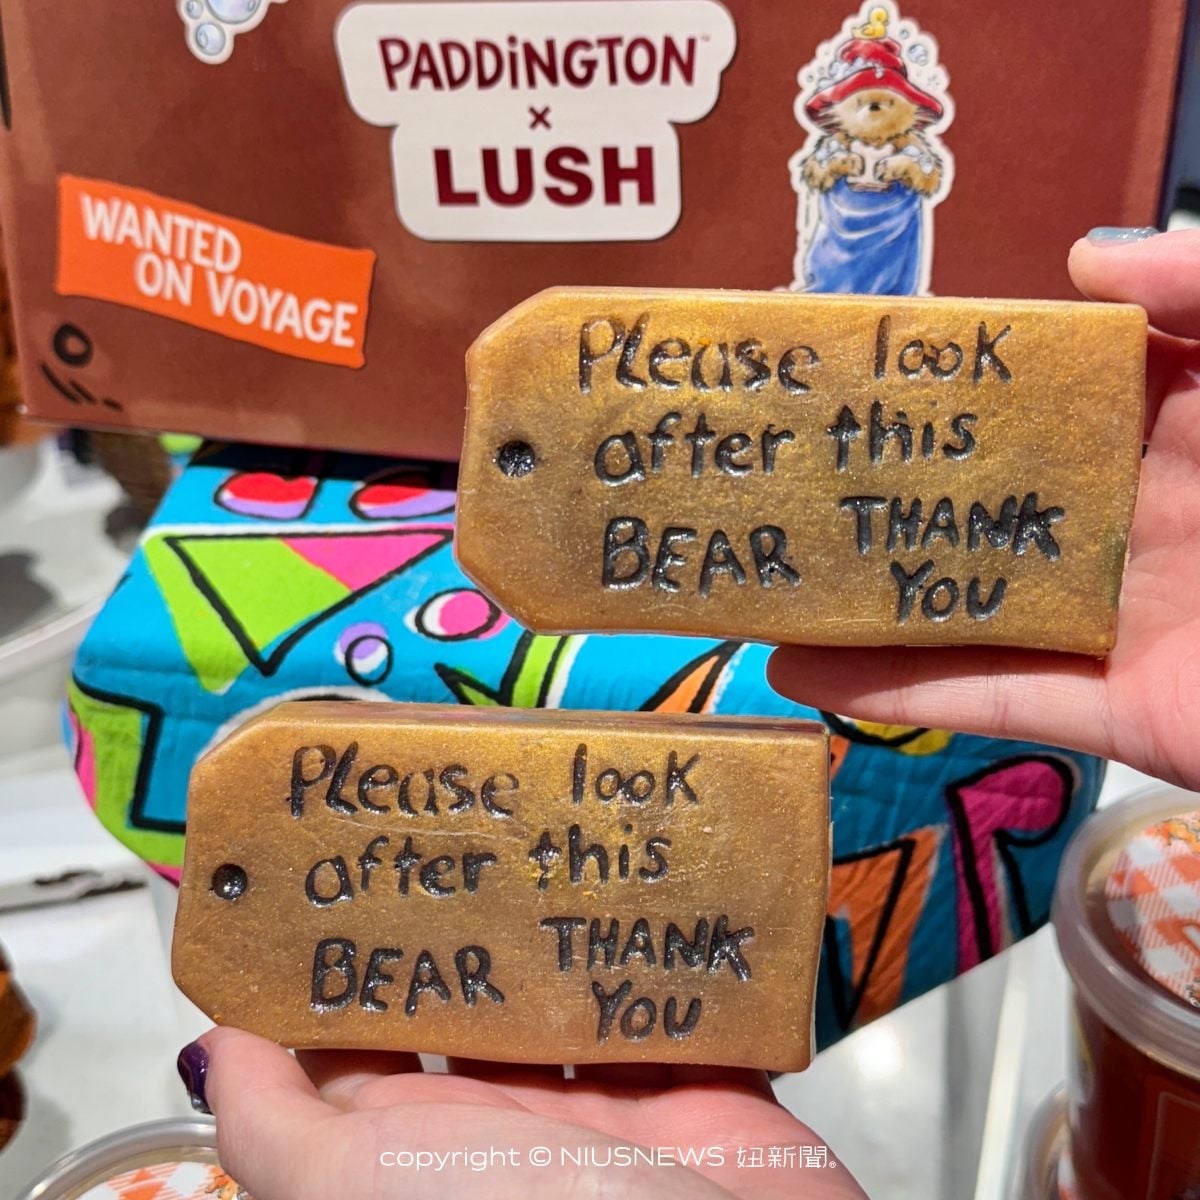 PADDiNGTON™
×
LUSH
WANTED
ON VOYAGE
Please look
after this
BEAR THANK
YOU
Please look
after this
BEAR THANK
YOU
copyright © NIUSNEWS 妞新聞。